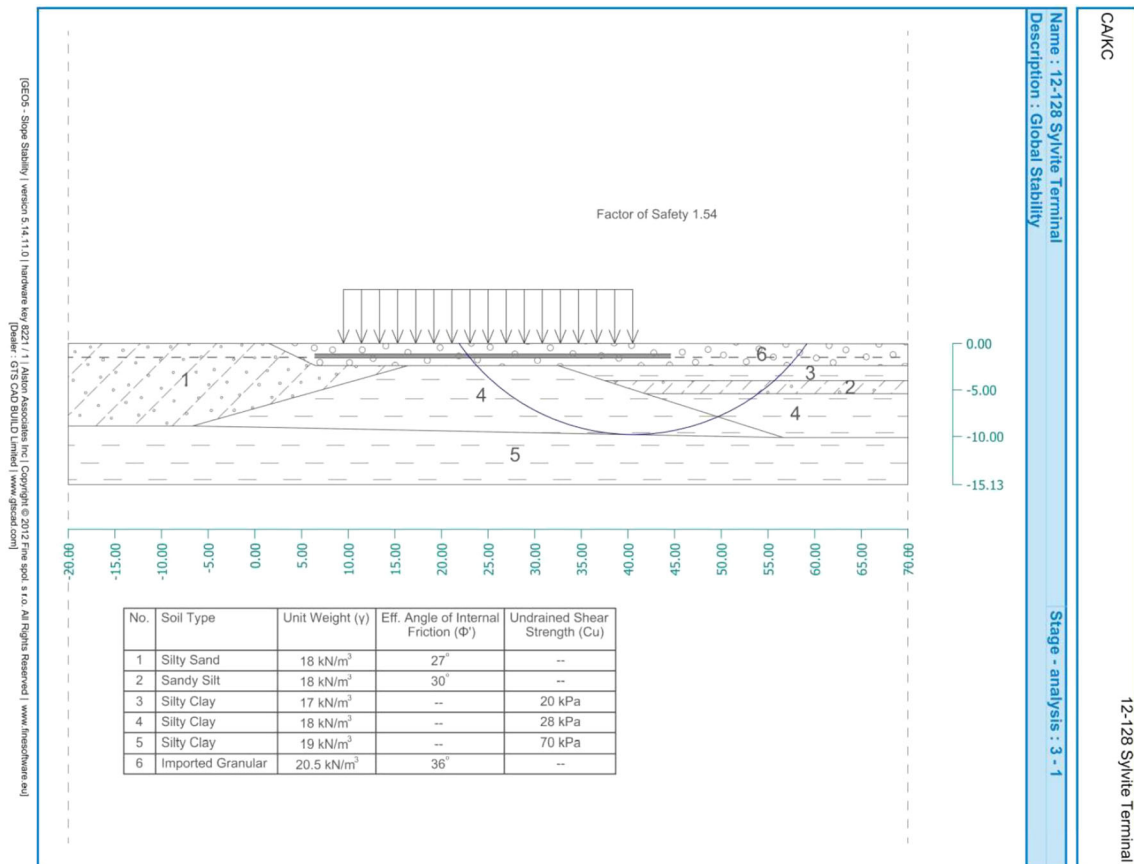 CA/KC
12-128 Sylvite Terminal
Name : 12-128 Sylvite Terminal
Stage - analysis : 3 - 1
Description : Global Stability
Factor of Safety 1.54
1
6
3
2
4
4
5
0.00
-5.00
-10.00
-15.13
-20.00 -15.00 -10.00 -5.00 0.00 5.00 10.00 15.00 20.00 25.00 30.00 35.00 40.00 45.00 50.00 55.00 60.00 65.00 70.00
No. Soil Type Unit Weight (γ) Eff. Angle of Internal Friction (Φ') Undrained Shear Strength (Cu)
1 Silty Sand 18 kN/m³ 27° --
2 Sandy Silt 18 kN/m³ 30° --
3 Silty Clay 17 kN/m³ -- 20 kPa
4 Silty Clay 18 kN/m³ -- 28 kPa
5 Silty Clay 19 kN/m³ -- 70 kPa
6 Imported Granular 20.5 kN/m³ 36° --
[GEO5 - Slope Stability | version 5.14.11.0 | hardware key 8221 / 1 | Alston Associates Inc | Copyright © 2012 Fine spol. s r.o. All Rights Reserved | www.finesoftware.eu]
[Dealer: GTS CAD BUILD Limited | www.gtscad.com]